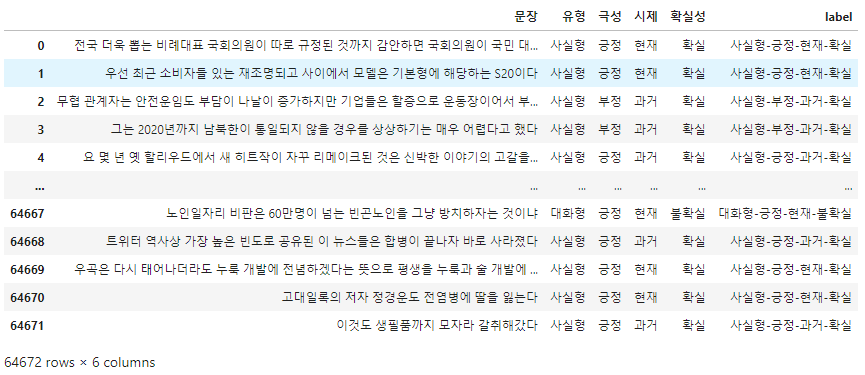 문장 유형 극성 시제 확실성 label
0 전국 더욱 뽑는 비례대표 국회의원이 따로 규정된 것까지 감안하면 국회의원이 국민 대... 사실형 긍정 현재 확실 사실형-긍정-현재-확실
1 우선 최근 소비자들 있는 재조명되고 사이에서 모델은 기본형에 해당하는 S20이다 사실형 긍정 현재 확실 사실형-긍정-현재-확실
2 무협 관계자는 안전운임도 부담이 나날이 증가하지만 기업들은 할증으로 운동장이어서 부... 사실형 부정 과거 확실 사실형-부정-과거-확실
3 그는 2020년까지 남북한이 통일되지 않을 경우를 상상하기는 매우 어렵다고 했다 사실형 부정 과거 확실 사실형-부정-과거-확실
4 요 몇 년 옛 할리우드에서 새 히트작이 자꾸 리메이크된 것은 신박한 이야기의 고갈을... 사실형 긍정 과거 확실 사실형-긍정-과거-확실
... ... ... ... ... ... ...
64667 노인일자리 비판은 60만명이 넘는 빈곤노인을 그냥 방치하자는 것이냐 대화형 긍정 현재 불확실 대화형-긍정-현재-불확실
64668 트위터 역사상 가장 높은 빈도로 공유된 이 뉴스들은 합병이 끝나자 바로 사라졌다 사실형 긍정 과거 확실 사실형-긍정-과거-확실
64669 우곡은 다시 태어나더라도 누룩 개발에 전념하겠다는 뜻으로 평생을 누룩과 술 개발에 ... 사실형 긍정 현재 확실 사실형-긍정-현재-확실
64670 고대일록의 저자 정경운도 전염병에 딸을 잃는다 사실형 긍정 현재 확실 사실형-긍정-현재-확실
64671 이것도 생필품까지 모자라 갈취해갔다 사실형 긍정 과거 확실 사실형-긍정-과거-확실
64672 rows × 6 columns